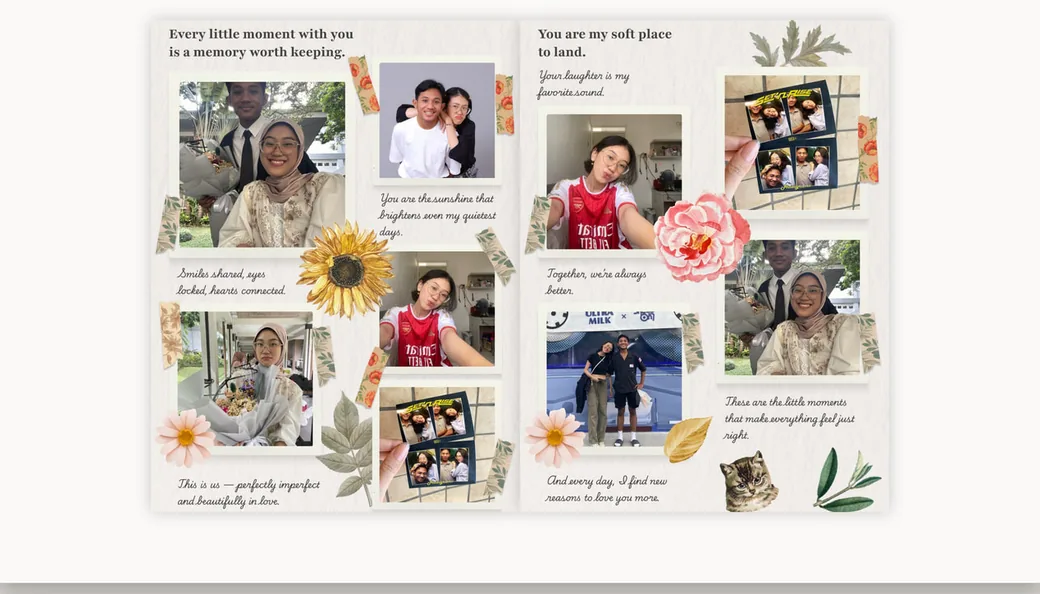 Every little moment with you
is a memory worth keeping.
You are the sunshine that
brightens even my quietest
days.
Smiles shared, eyes
locked, hearts connected.
This is us — perfectly imperfect
and beautifully in love.
You are my soft place
to land.
Your laughter is my
favorite sound.
Together, we're always
better.
ULTRA
MILK
×
And every day, I find new
reasons to love you more.
These are the little moments
that make everything feel just
right.